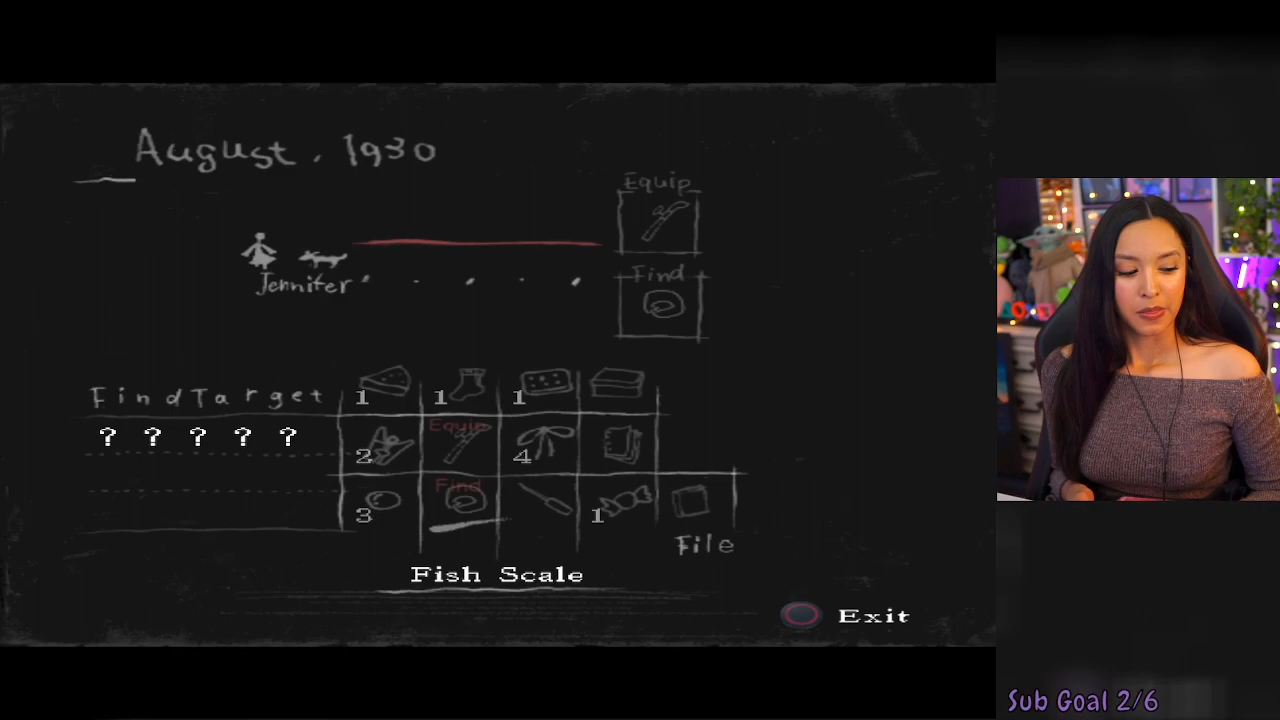 August, 1930
Equip
Find
Jennifer
FindTarget
1 1 1
? ? ? ? ?
Equip
2 4
Find
3 1
File
Fish Scale
Exit
Sub Goal 2/6